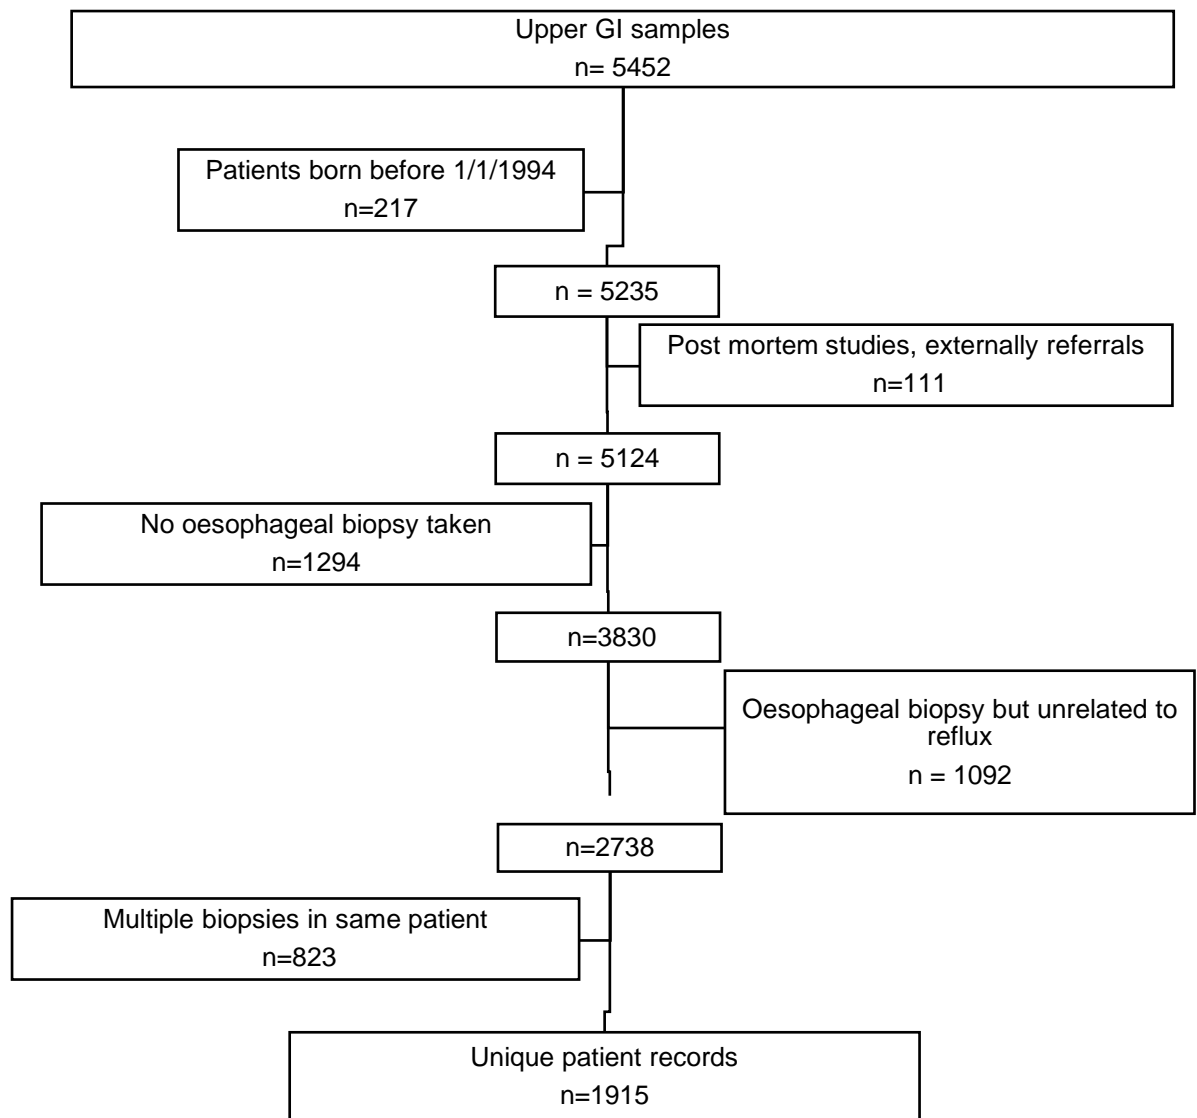 Upper GI samples
n= 5452
Patients born before 1/1/1994
n=217
n = 5235
Post mortem studies, externally referrals
n=111
n = 5124
No oesophageal biopsy taken
n=1294
n=3830
Oesophageal biopsy but unrelated to
reflux
n = 1092
n=2738
Multiple biopsies in same patient
n=823
Unique patient records
n=1915